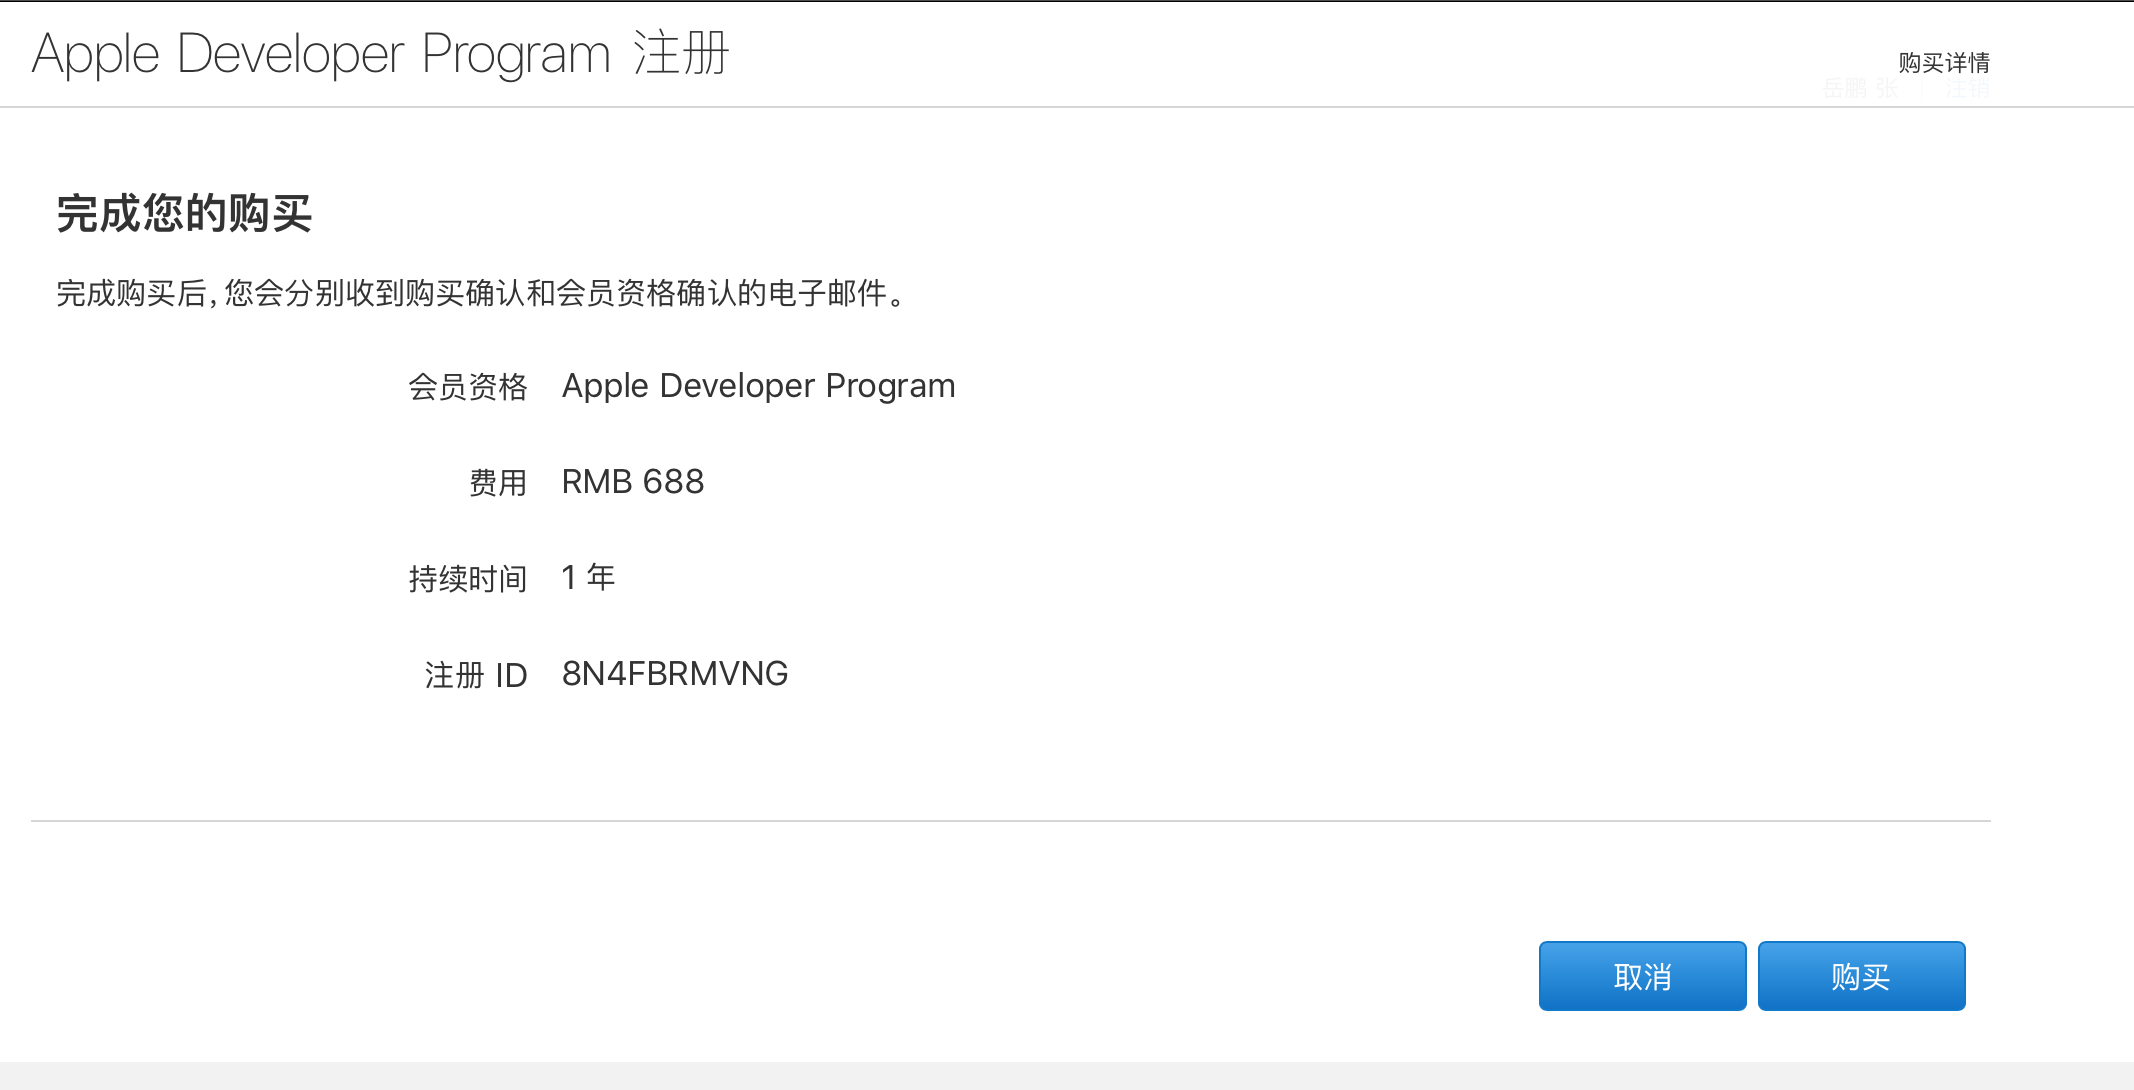 Apple Developer Program 注册
购买详情
岳鹏 张 注销
完成您的购买
完成购买后，您会分别收到购买确认和会员资格确认的电子邮件。
会员资格 Apple Developer Program
费用 RMB 688
持续时间 1 年
注册 ID 8N4FBRMVNG
取消 购买